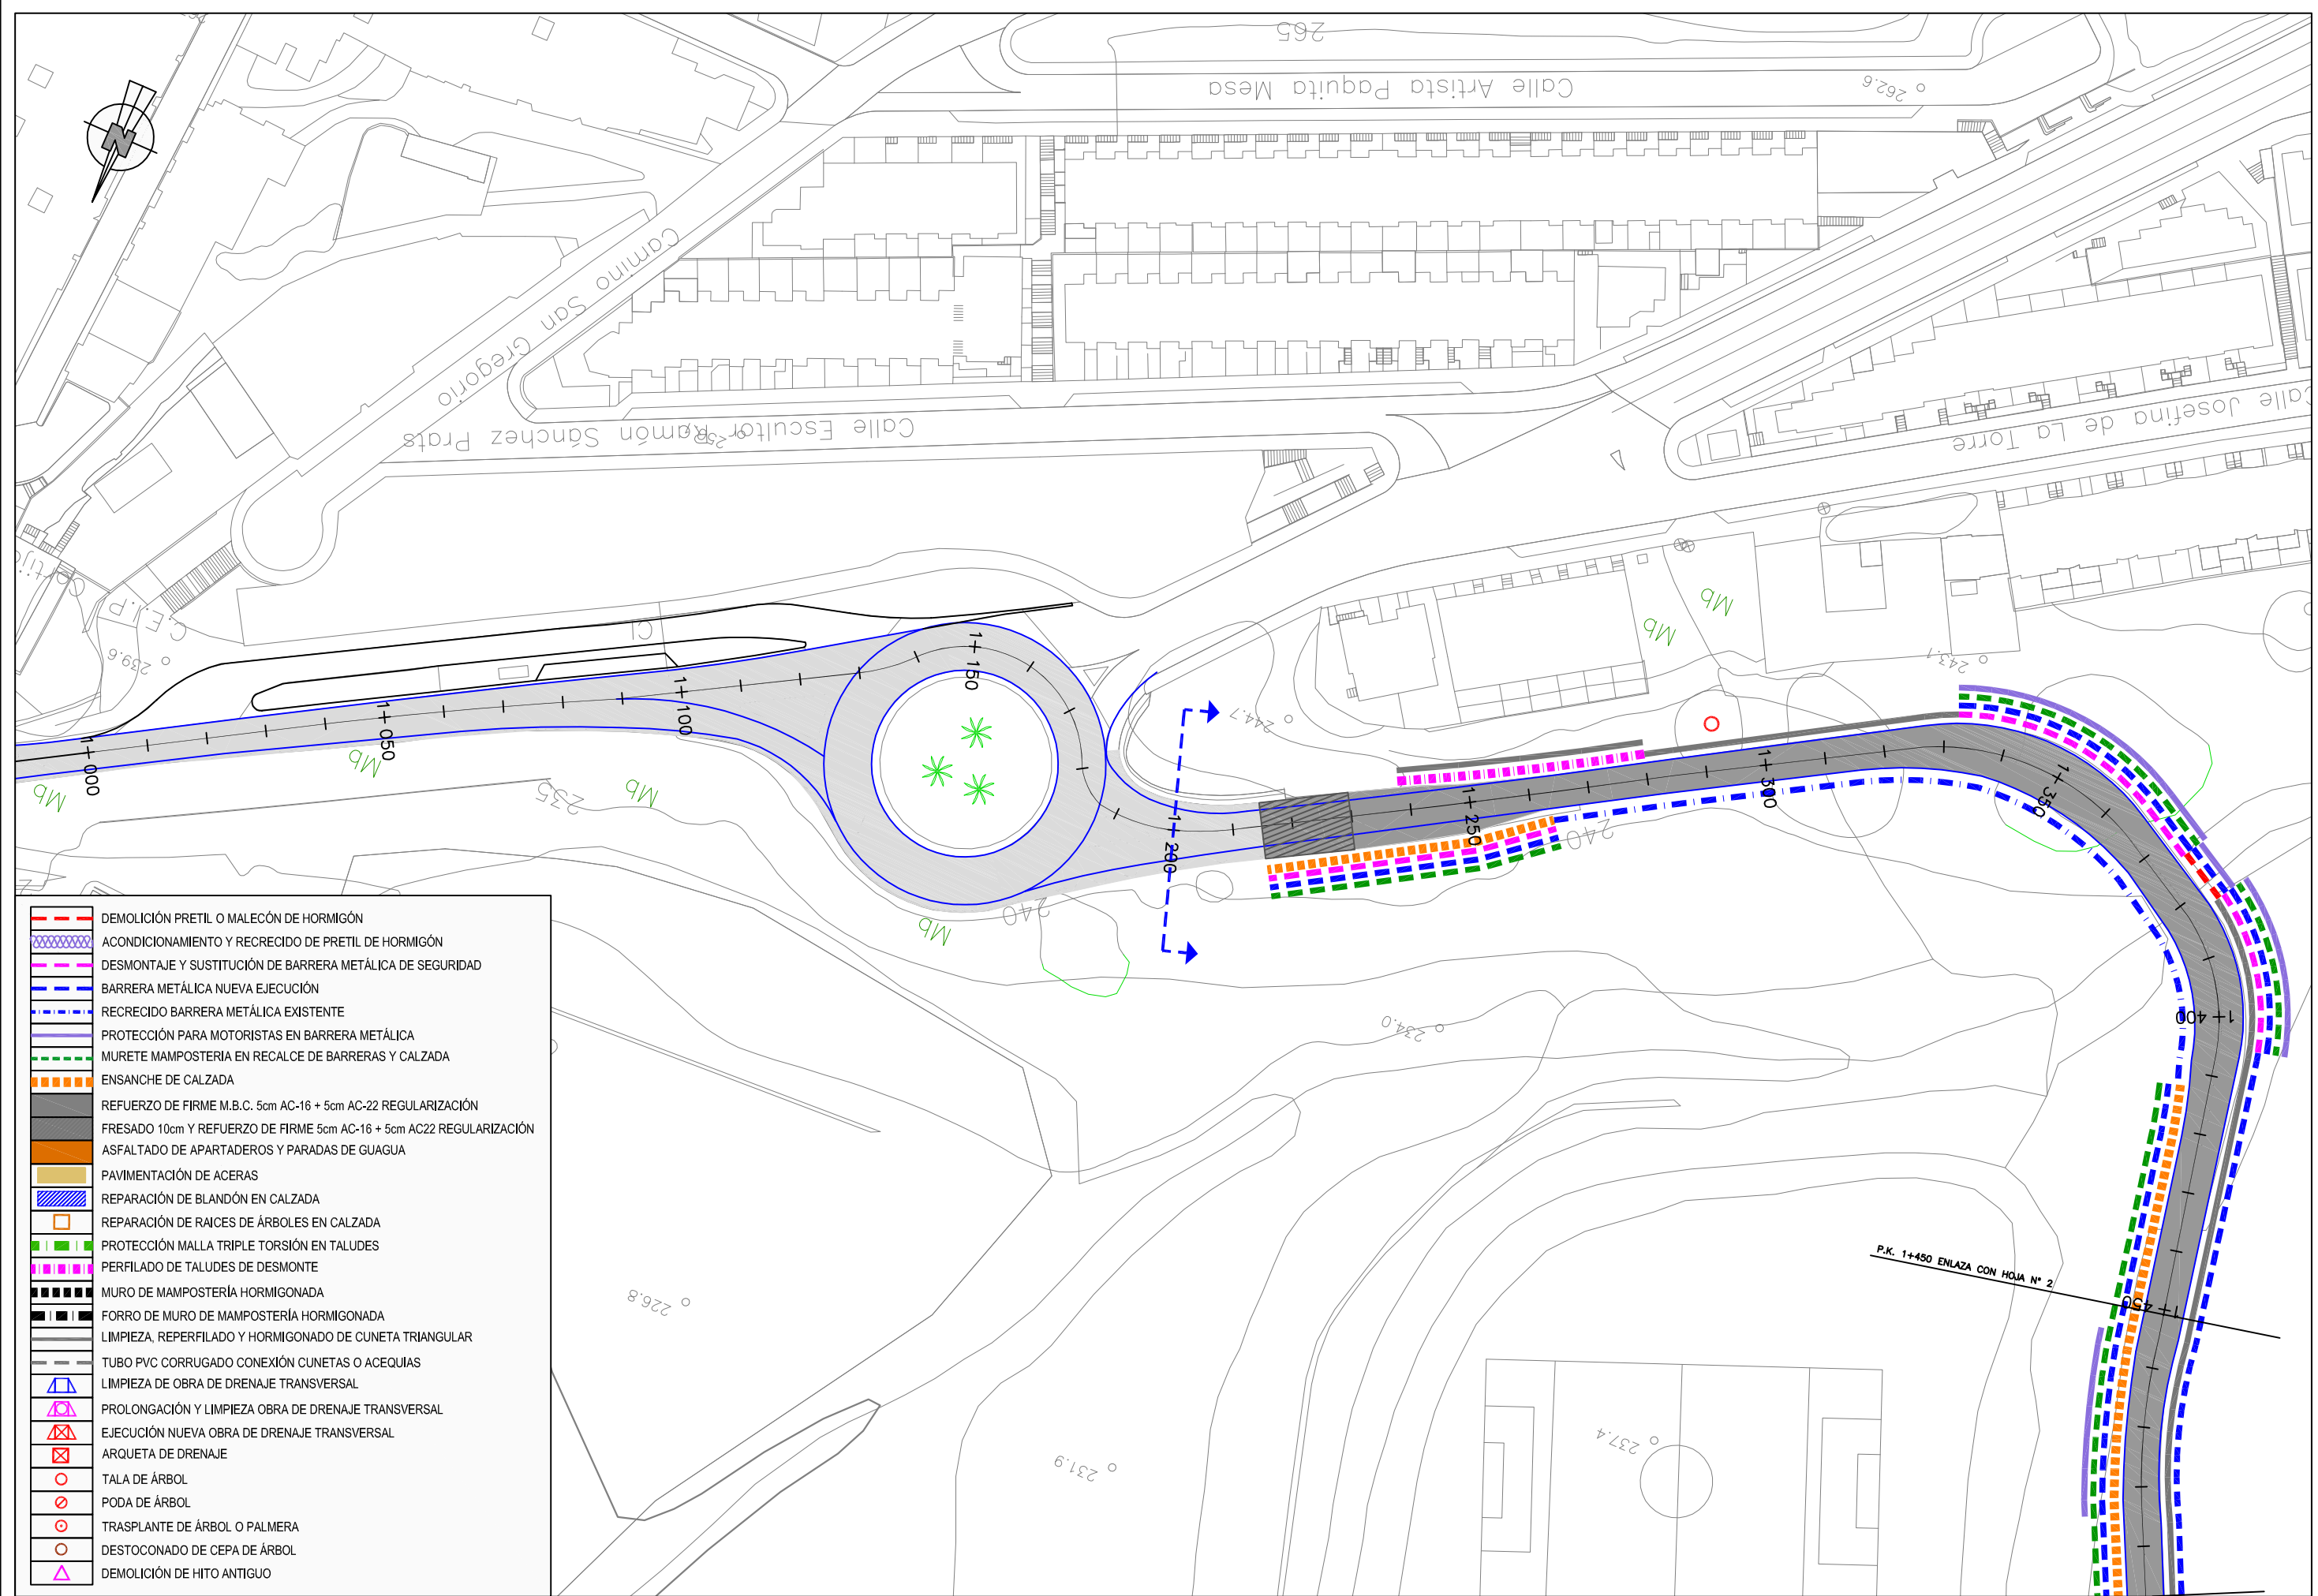 265
Calle Artista Paquita Mesa
262.6
N
Camino San Gregorio
Calle Escultor Ramón Sánchez Prats
Calle Josefina de La Torre
C.E.I.P.
239.6
Cl
Mb
Mb
243.1
244.7
1+000
1+050
1+100
1+150
1+200
1+250
1+300
1+350
1+400
1+450
Mb
Mb
Mb
Mb
235
240
240
234.0
226.8
231.9
237.4
P.K. 1+450 ENLAZA CON HOJA Nº 2
DEMOLICIÓN PRETIL O MALECÓN DE HORMIGÓN
ACONDICIONAMIENTO Y RECRECIDO DE PRETIL DE HORMIGÓN
DESMONTAJE Y SUSTITUCIÓN DE BARRERA METÁLICA DE SEGURIDAD
BARRERA METÁLICA NUEVA EJECUCIÓN
RECRECIDO BARRERA METÁLICA EXISTENTE
PROTECCIÓN PARA MOTORISTAS EN BARRERA METÁLICA
MURETE MAMPOSTERIA EN RECALCE DE BARRERAS Y CALZADA
ENSANCHE DE CALZADA
REFUERZO DE FIRME M.B.C. 5cm AC-16 + 5cm AC-22 REGULARIZACIÓN
FRESADO 10cm Y REFUERZO DE FIRME 5cm AC-16 + 5cm AC22 REGULARIZACIÓN
ASFALTADO DE APARTADEROS Y PARADAS DE GUAGUA
PAVIMENTACIÓN DE ACERAS
REPARACIÓN DE BLANDÓN EN CALZADA
REPARACIÓN DE RAICES DE ÁRBOLES EN CALZADA
PROTECCIÓN MALLA TRIPLE TORSIÓN EN TALUDES
PERFILADO DE TALUDES DE DESMONTE
MURO DE MAMPOSTERÍA HORMIGONADA
FORRO DE MURO DE MAMPOSTERÍA HORMIGONADA
LIMPIEZA, REPERFILADO Y HORMIGONADO DE CUNETA TRIANGULAR
TUBO PVC CORRUGADO CONEXIÓN CUNETAS O ACEQUIAS
LIMPIEZA DE OBRA DE DRENAJE TRANSVERSAL
PROLONGACIÓN Y LIMPIEZA OBRA DE DRENAJE TRANSVERSAL
EJECUCIÓN NUEVA OBRA DE DRENAJE TRANSVERSAL
ARQUETA DE DRENAJE
TALA DE ÁRBOL
PODA DE ÁRBOL
TRASPLANTE DE ÁRBOL O PALMERA
DESTOCONADO DE CEPA DE ÁRBOL
DEMOLICIÓN DE HITO ANTIGUO